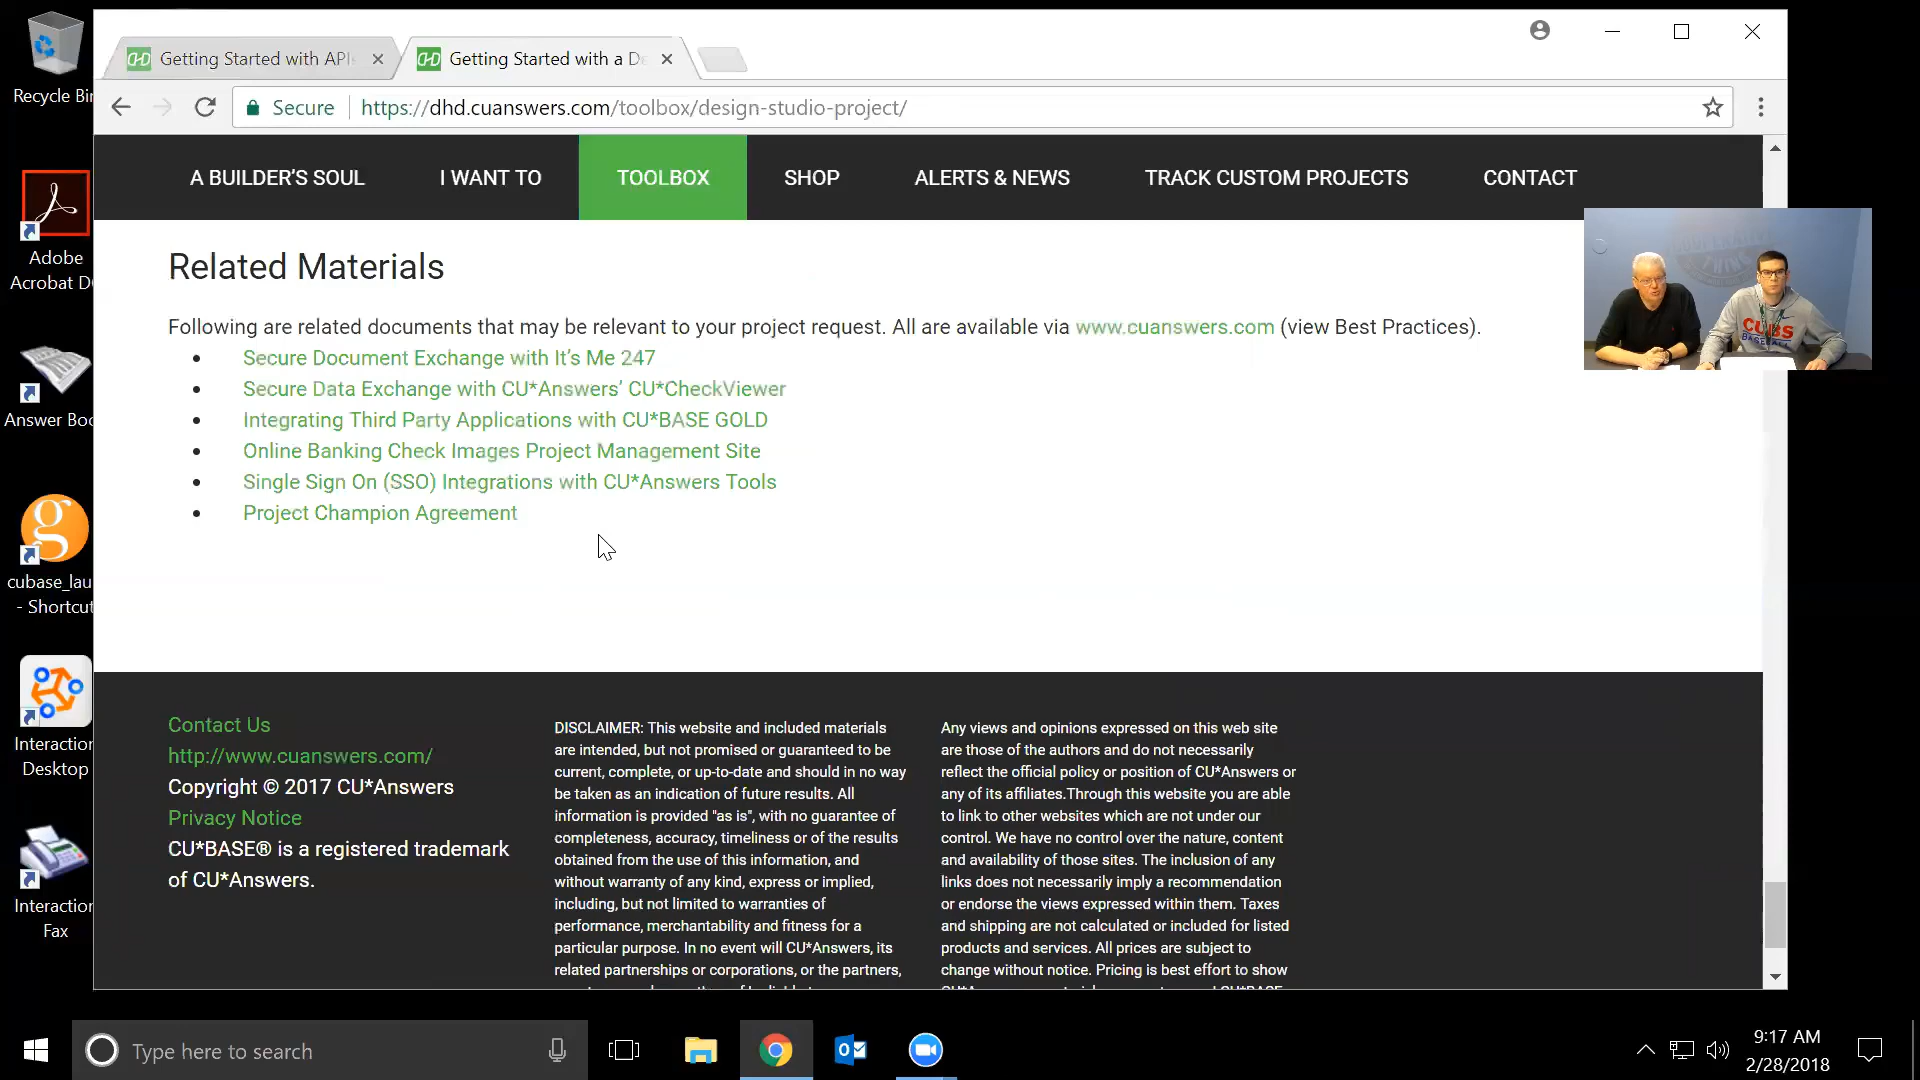 Recycle Bi
Adobe
Acrobat D
Answer Boo
cubase_lau
- Shortcut
Interaction
Desktop
Interaction
Fax
Getting Started with API
Getting Started with a De
Secure
https://dhd.cuanswers.com/toolbox/design-studio-project/
A BUILDER'S SOUL
I WANT TO
TOOLBOX
SHOP
ALERTS & NEWS
TRACK CUSTOM PROJECTS
CONTACT
Related Materials
Following are related documents that may be relevant to your project request. All are available via www.cuanswers.com (view Best Practices).
• Secure Document Exchange with It's Me 247
• Secure Data Exchange with CU*Answers' CU*CheckViewer
• Integrating Third Party Applications with CU*BASE GOLD
• Online Banking Check Images Project Management Site
• Single Sign On (SSO) Integrations with CU*Answers Tools
• Project Champion Agreement
CUBS
BASEBALL
Contact Us
http://www.cuanswers.com/
Copyright © 2017 CU*Answers
Privacy Notice
CU*BASE® is a registered trademark
of CU*Answers.
DISCLAIMER: This website and included materials
are intended, but not promised or guaranteed to be
current, complete, or up-to-date and should in no way
be taken as an indication of future results. All
information is provided "as is", with no guarantee of
completeness, accuracy, timeliness or of the results
obtained from the use of this information, and
without warranty of any kind, express or implied,
including, but not limited to warranties of
performance, merchantability and fitness for a
particular purpose. In no event will CU*Answers, its
related partnerships or corporations, or the partners,
Any views and opinions expressed on this web site
are those of the authors and do not necessarily
reflect the official policy or position of CU*Answers or
any of its affiliates.Through this website you are able
to link to other websites which are not under our
control. We have no control over the nature, content
and availability of those sites. The inclusion of any
links does not necessarily imply a recommendation
or endorse the views expressed within them. Taxes
and shipping are not calculated or included for listed
products and services. All prices are subject to
change without notice. Pricing is best effort to show
Type here to search
9:17 AM
2/28/2018